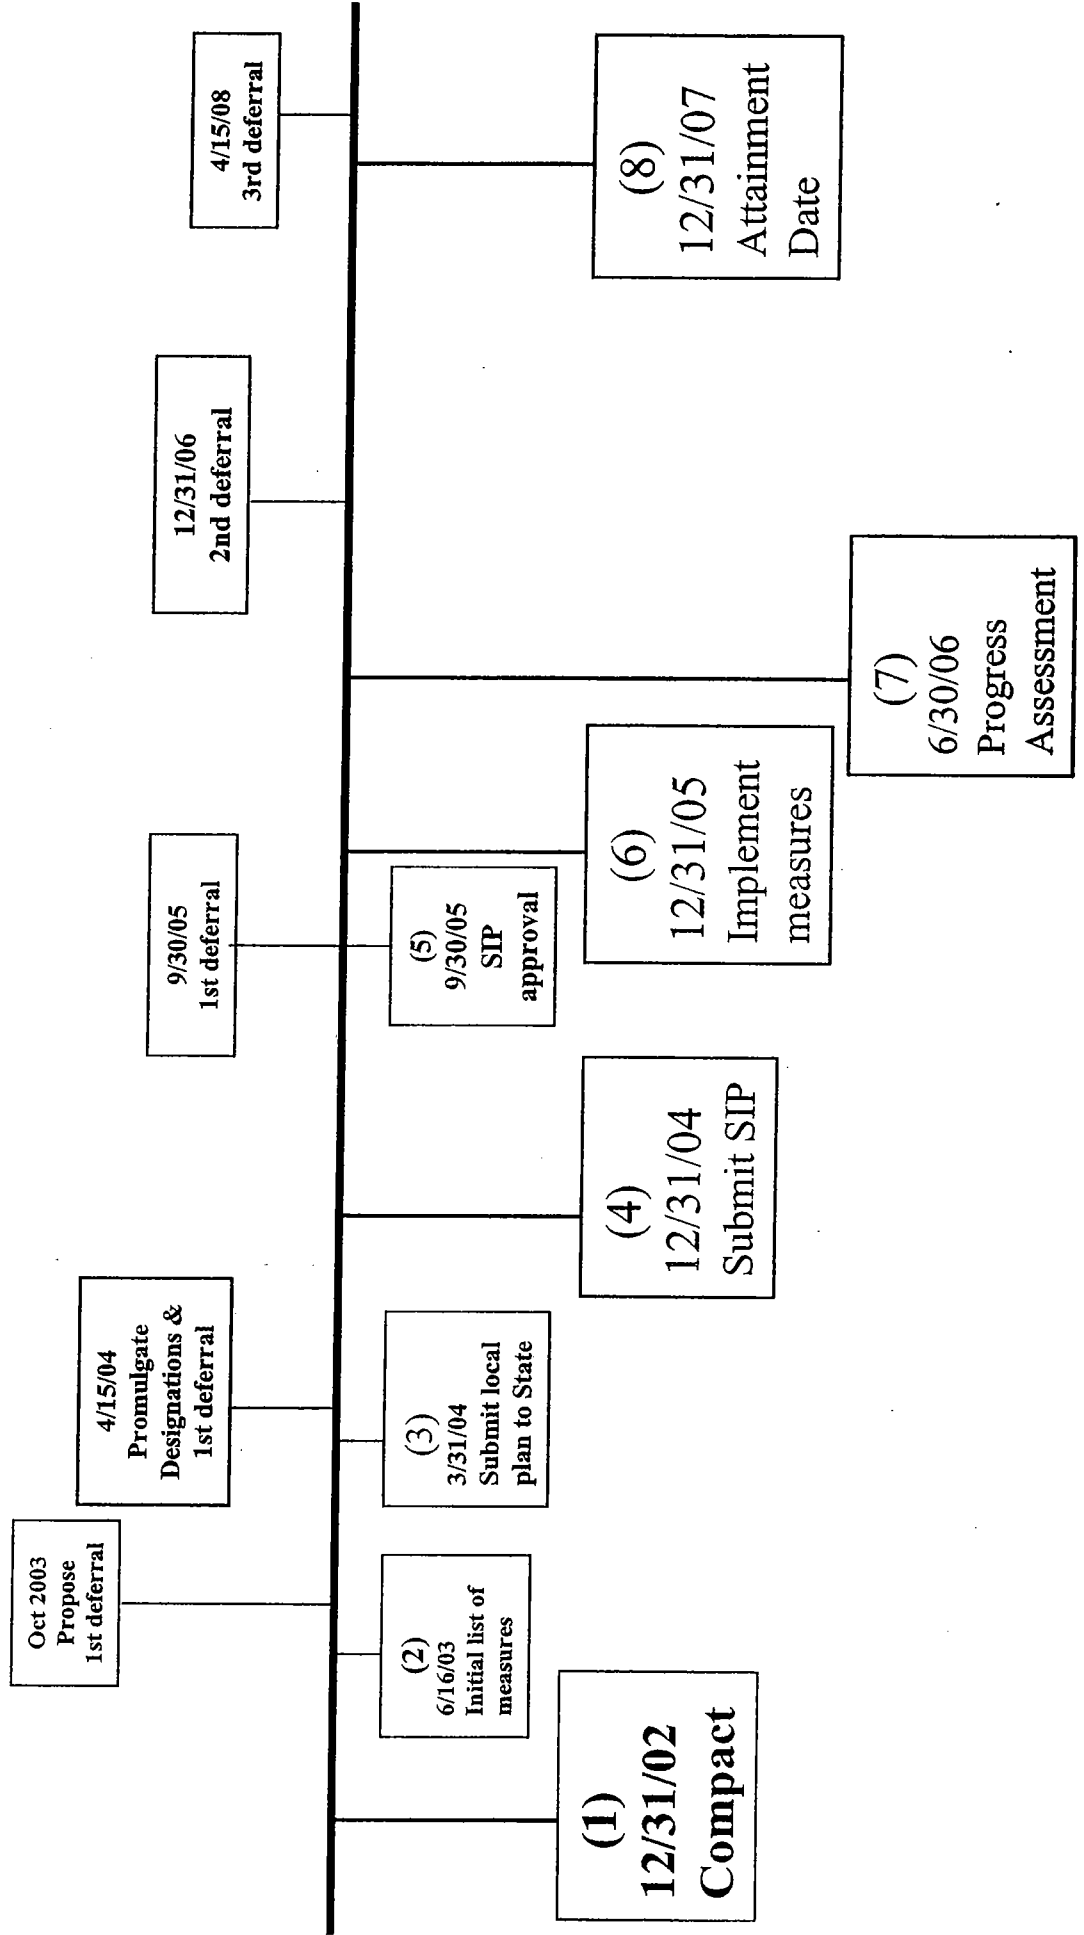 Oct 2003
Propose
1st deferral
4/15/04
Promulgate
Designations &
1st deferral
9/30/05
1st deferral
12/31/06
2nd deferral
4/15/08
3rd deferral
(1)
12/31/02
Compact
(2)
6/16/03
Initial list of
measures
(3)
3/31/04
Submit local
plan to State
(4)
12/31/04
Submit SIP
(5)
9/30/05
SIP
approval
(6)
12/31/05
Implement
measures
(7)
6/30/06
Progress
Assessment
(8)
12/31/07
Attainment
Date